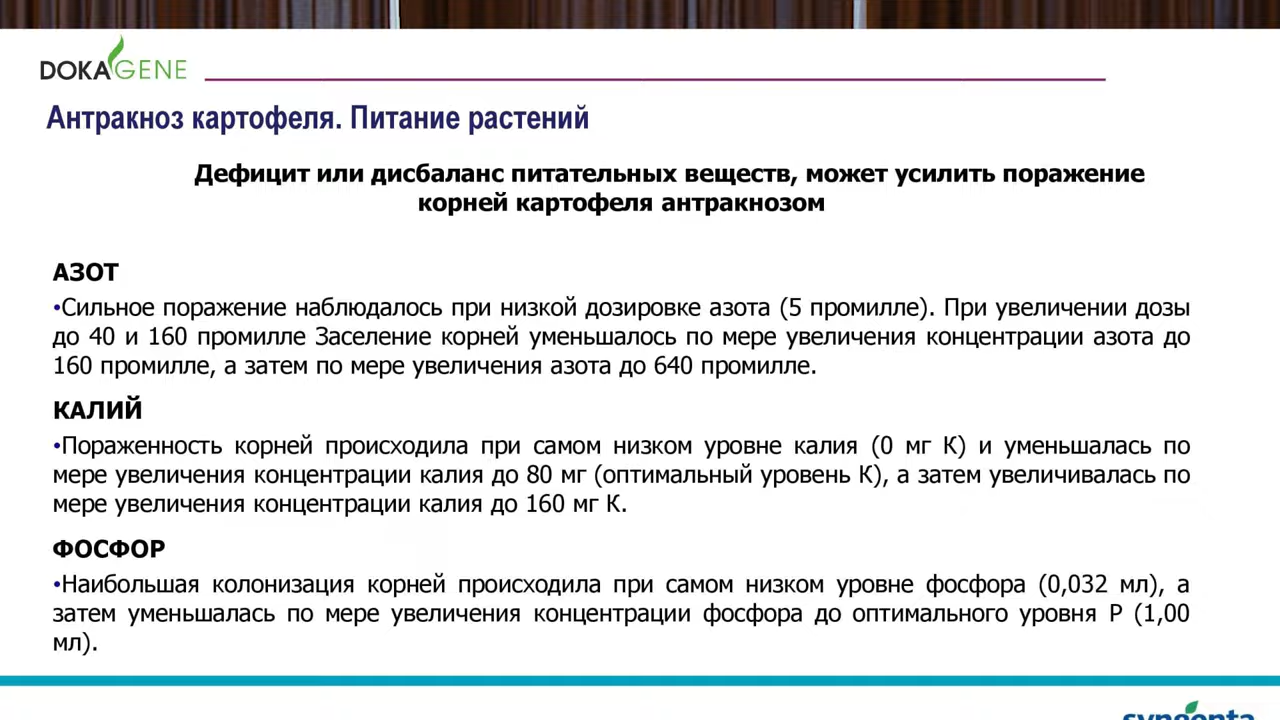 DOKAGENE
Антракноз картофеля. Питание растений
Дефицит или дисбаланс питательных веществ, может усилить поражение
корней картофеля антракнозом
АЗОТ
•Сильное поражение наблюдалось при низкой дозировке азота (5 промилле). При увеличении дозы
до 40 и 160 промилле Заселение корней уменьшалось по мере увеличения концентрации азота до
160 промилле, а затем по мере увеличения азота до 640 промилле.
КАЛИЙ
•Пораженность корней происходила при самом низком уровне калия (0 мг К) и уменьшалась по
мере увеличения концентрации калия до 80 мг (оптимальный уровень К), а затем увеличивалась по
мере увеличения концентрации калия до 160 мг К.
ФОСФОР
•Наибольшая колонизация корней происходила при самом низком уровне фосфора (0,032 мл), а
затем уменьшалась по мере увеличения концентрации фосфора до оптимального уровня Р (1,00
мл).
syngenta